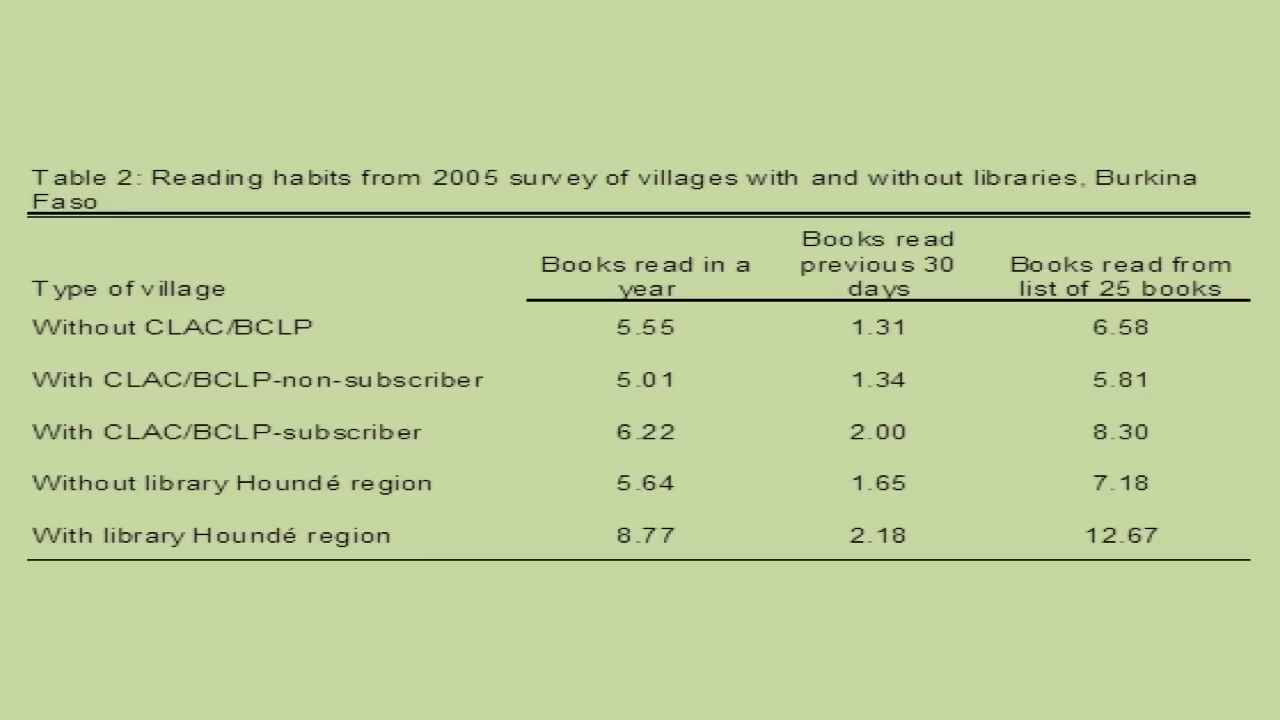 Table 2: Reading habits from 2005 survey of villages with and without libraries, Burkina
Faso
Type of village
Books read in a
year
Books read
previous 30
days
Books read from
list of 25 books
Without CLAC/BCLP 5.55 1.31 6.58
With CLAC/BCLP-non-subscriber 5.01 1.34 5.81
With CLAC/BCLP-subscriber 6.22 2.00 8.30
Without library Houndé region 5.64 1.65 7.18
With library Houndé region 8.77 2.18 12.67